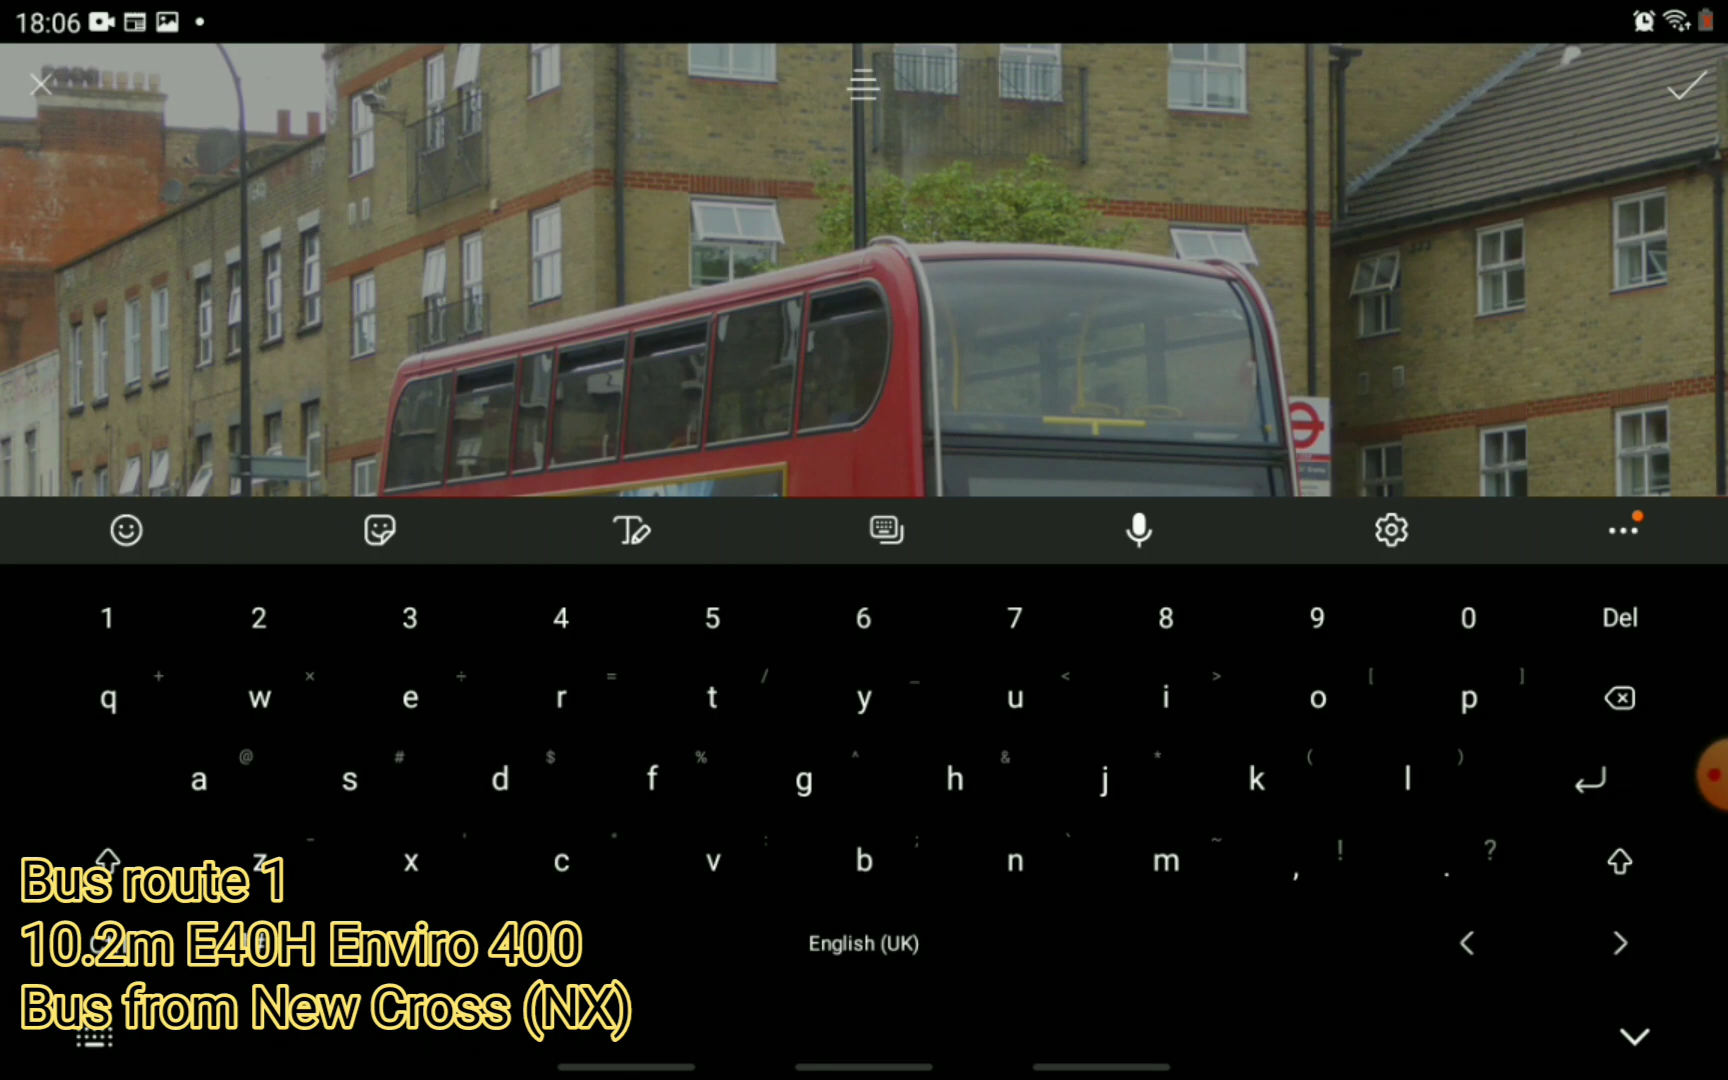 18:06
1 2 3 4 5 6 7 8 9 0 Del
+ × ÷ = / _ < > [ ]
q w e r t y u i o p
@ # $ % ^ & * ( )
a s d f g h j k l
- ' " : ; ` ~ ! ?
z x c v b n m , .
Bus route 1
10.2m E40H Enviro 400
English (UK) < >
Bus from New Cross (NX)